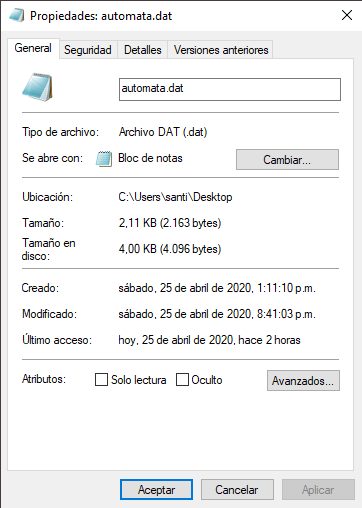 Propiedades: automata.dat
General Seguridad Detalles Versiones anteriores
automata.dat
Tipo de archivo: Archivo DAT (.dat)
Se abre con: Bloc de notas Cambiar...
Ubicación: C:\Users\santi\Desktop
Tamaño: 2,11 KB (2.163 bytes)
Tamaño en
disco: 4,00 KB (4.096 bytes)
Creado: sábado, 25 de abril de 2020, 1:11:10 p.m.
Modificado: sábado, 25 de abril de 2020, 8:41:03 p.m.
Último acceso: hoy, 25 de abril de 2020, hace 2 horas
Atributos: Solo lectura Oculto Avanzados...
Aceptar Cancelar Aplicar